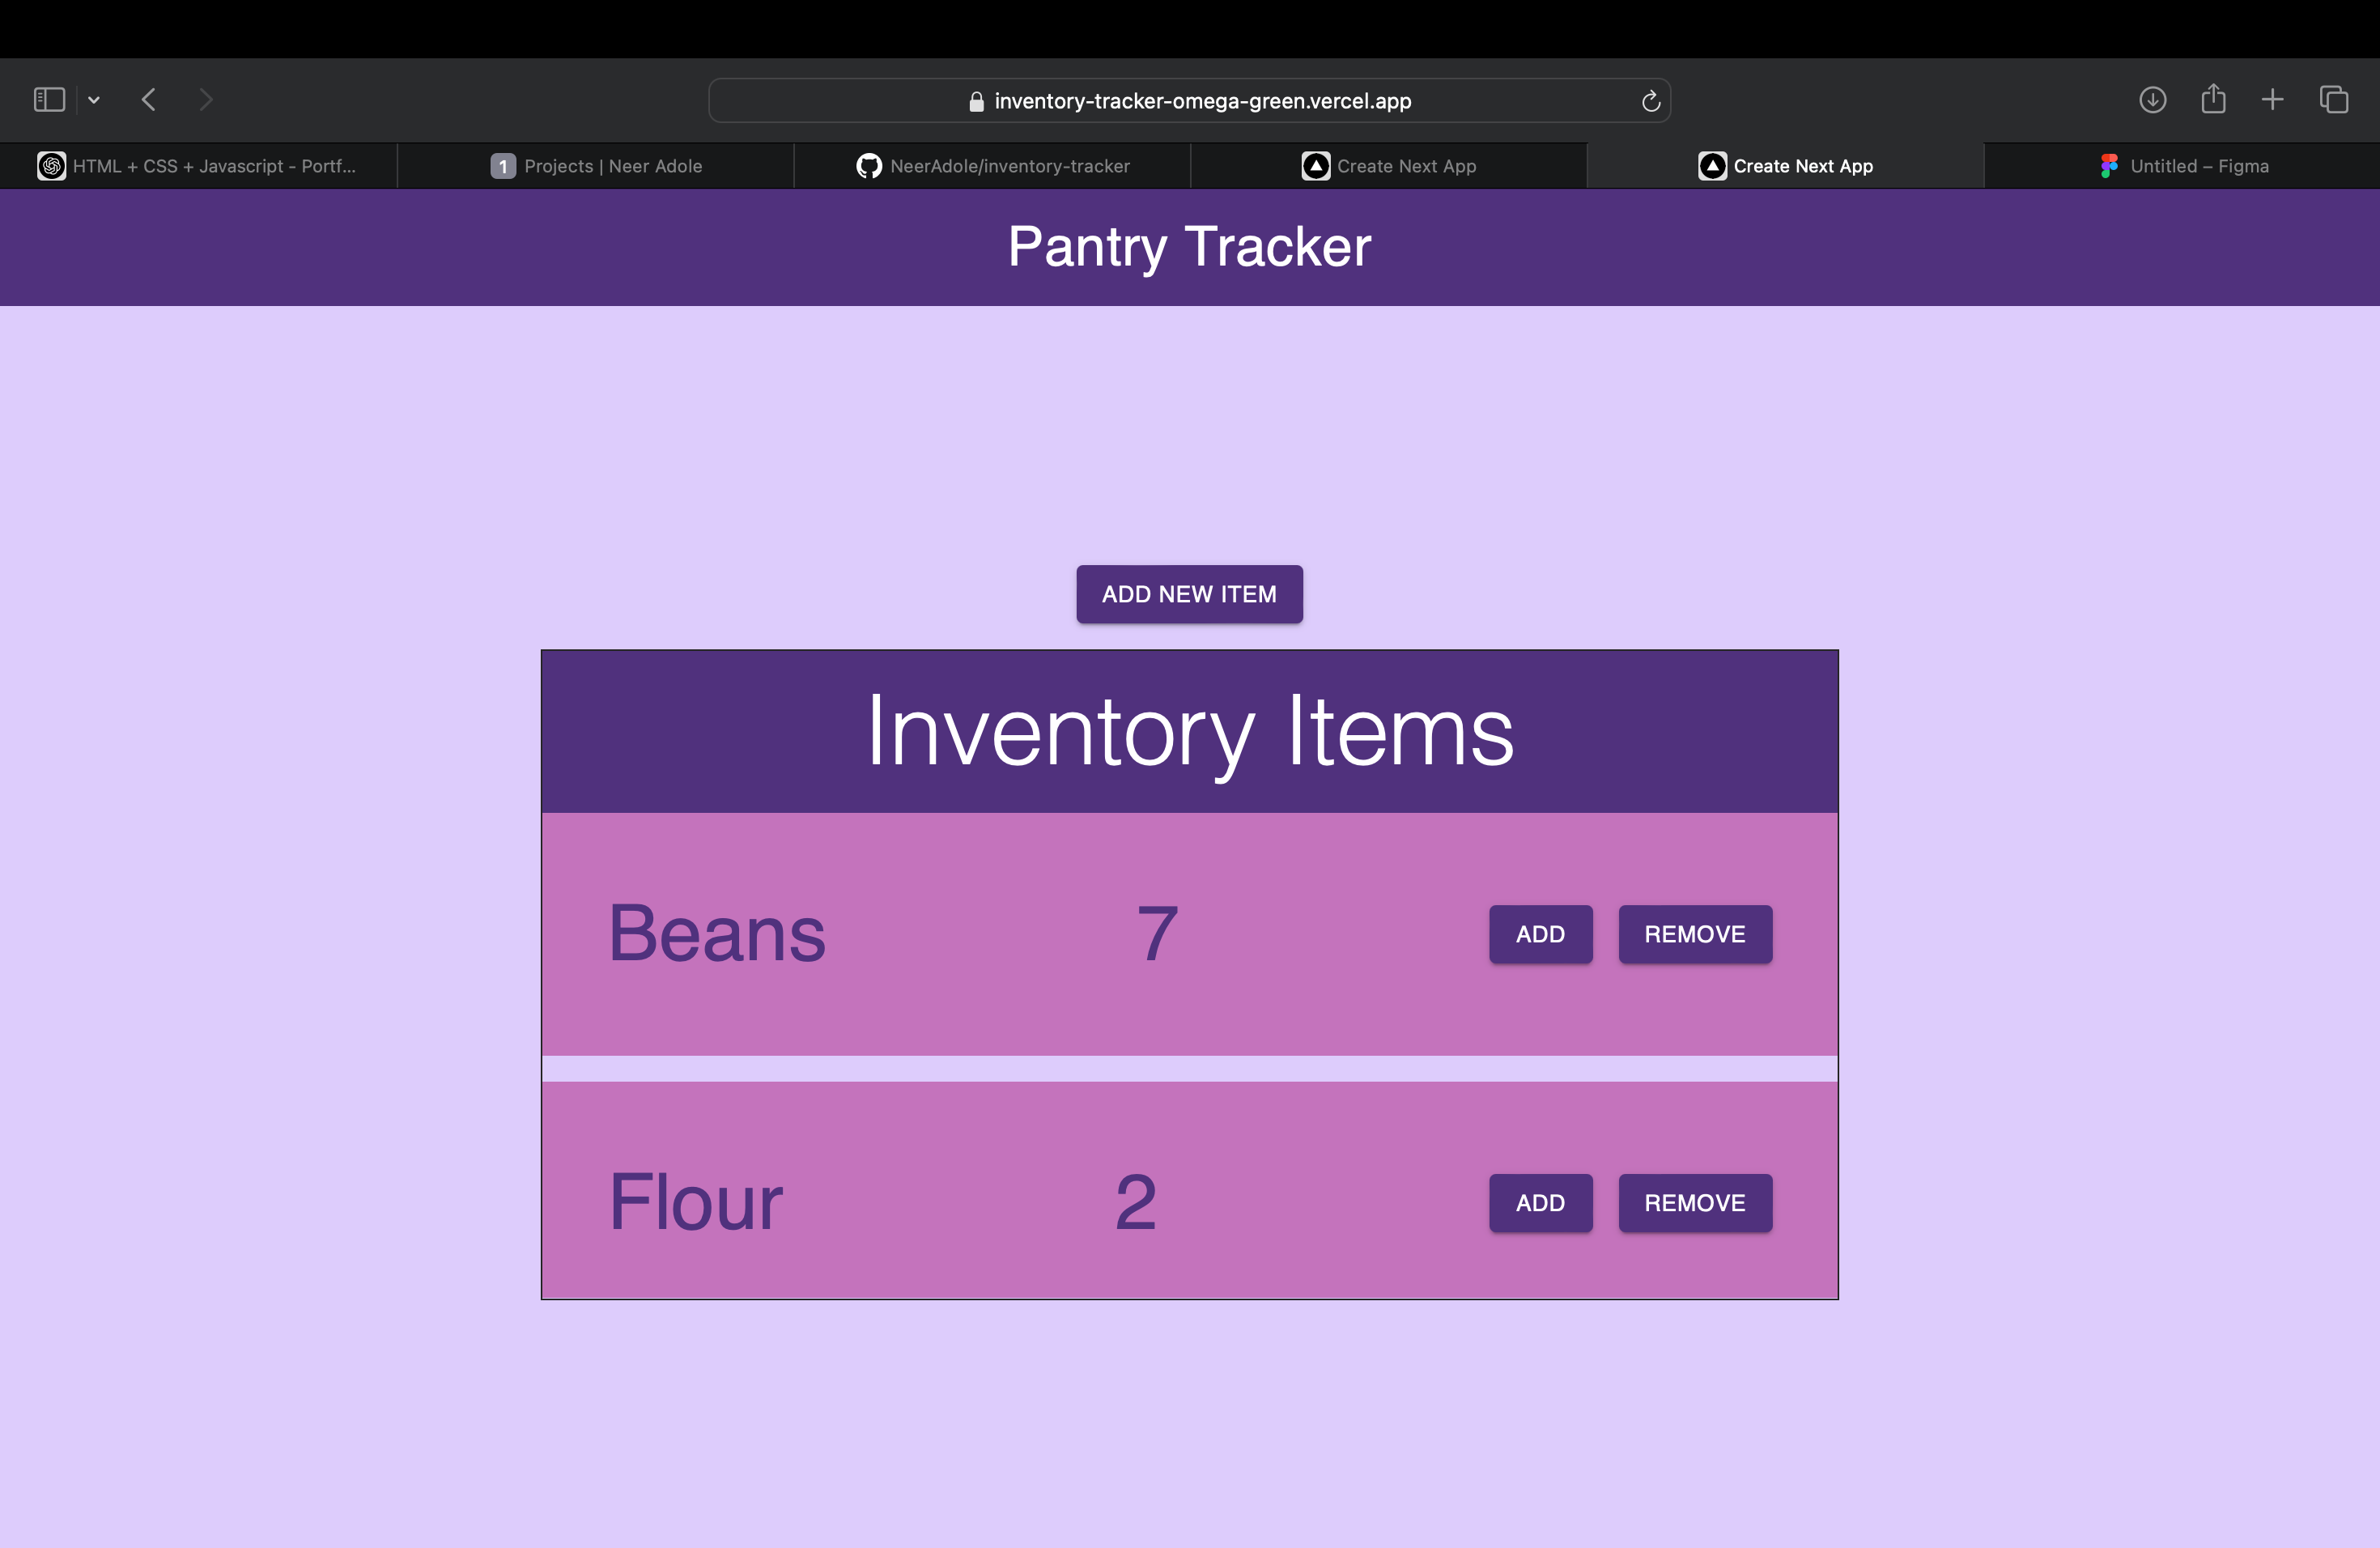 inventory-tracker-omega-green.vercel.app
HTML + CSS + Javascript - Portf...
1 Projects | Neer Adole
NeerAdole/inventory-tracker
Create Next App
Create Next App
Untitled – Figma
Pantry Tracker
ADD NEW ITEM
Inventory Items
Beans 7 ADD REMOVE
Flour 2 ADD REMOVE